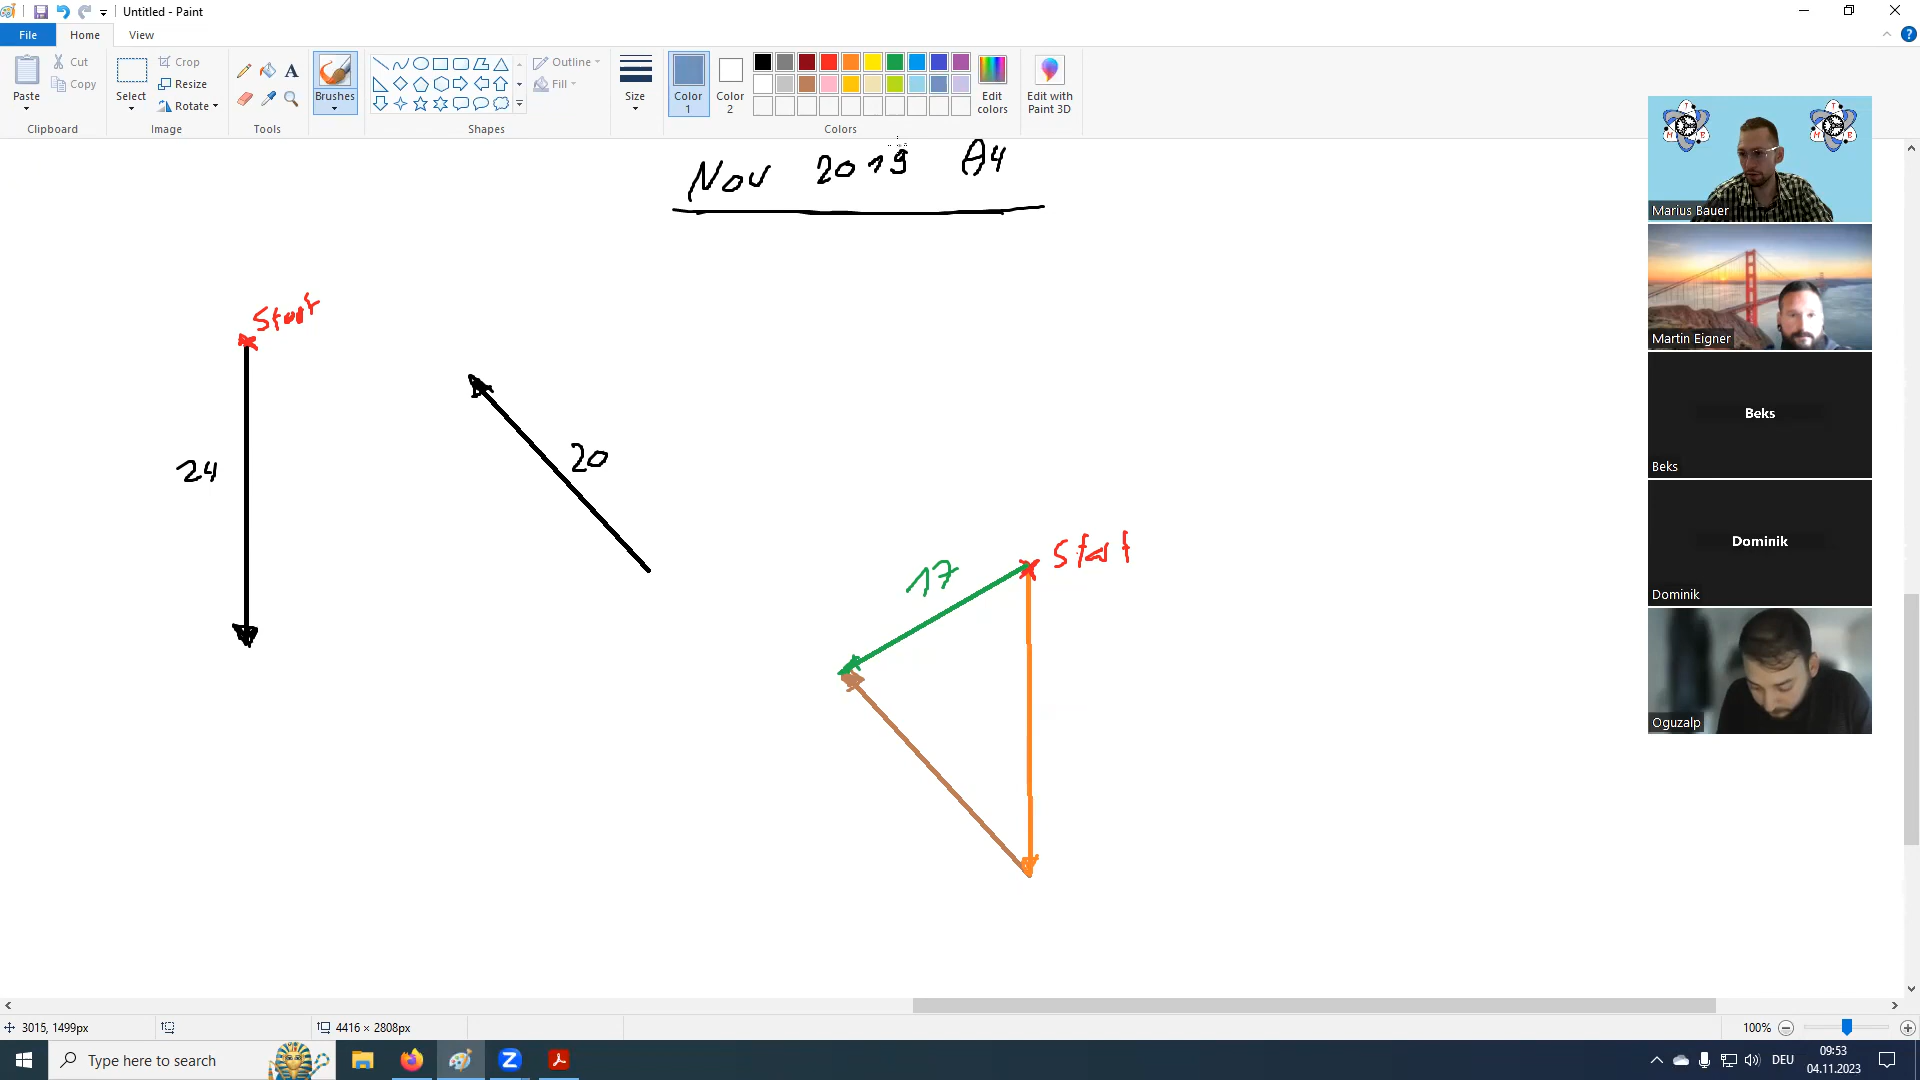 Untitled - Paint
File Home View
Paste
Cut
Copy
Clipboard
Select
Crop
Resize
Rotate
Image
A
Tools
Brushes
Shapes
Outline
Fill
Size
Color 1
Color 2
Colors
Edit colors
Edit with Paint 3D
Nov 2019 A4
Start
24
20
17
Start
Marius Bauer
Martin Eigner
Beks
Beks
Dominik
Dominik
Oguzalp
3015, 1499px
4416 × 2808px
100%
Type here to search
DEU
09:53
04.11.2023